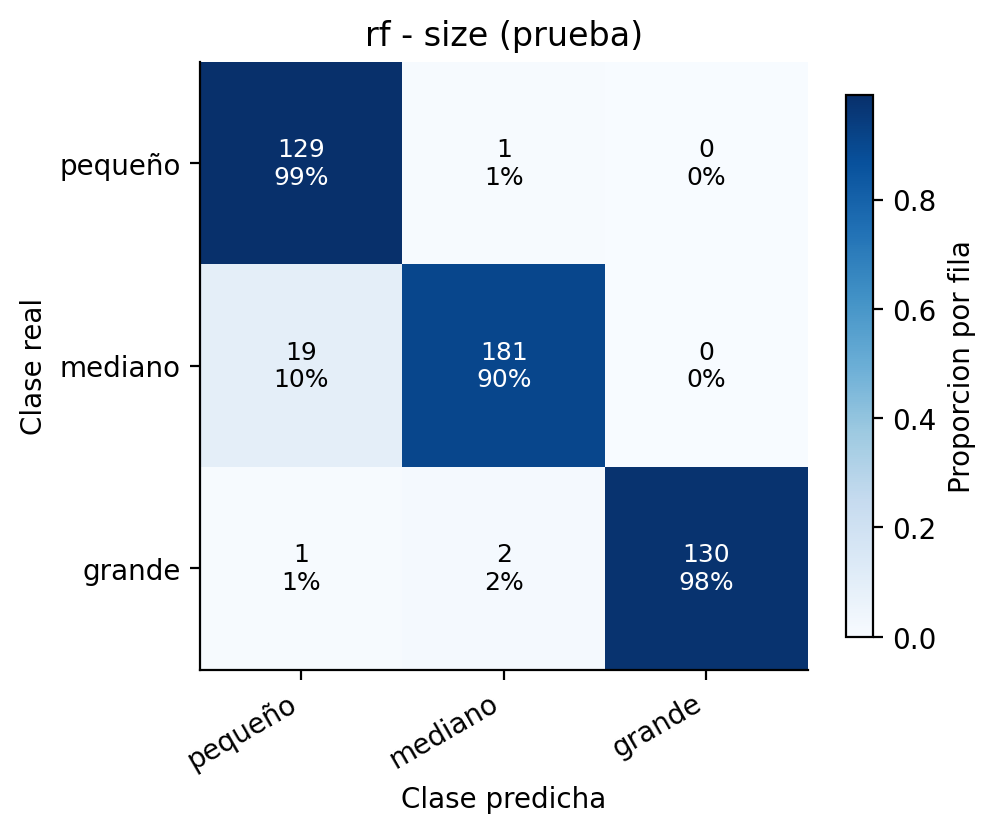 rf - size (prueba)
Clase real
pequeño
mediano
grande
129
99%
1
1%
0
0%
19
10%
181
90%
0
0%
1
1%
2
2%
130
98%
pequeño
mediano
grande
Clase predicha
0.8
0.6
0.4
0.2
0.0
Proporcion por fila